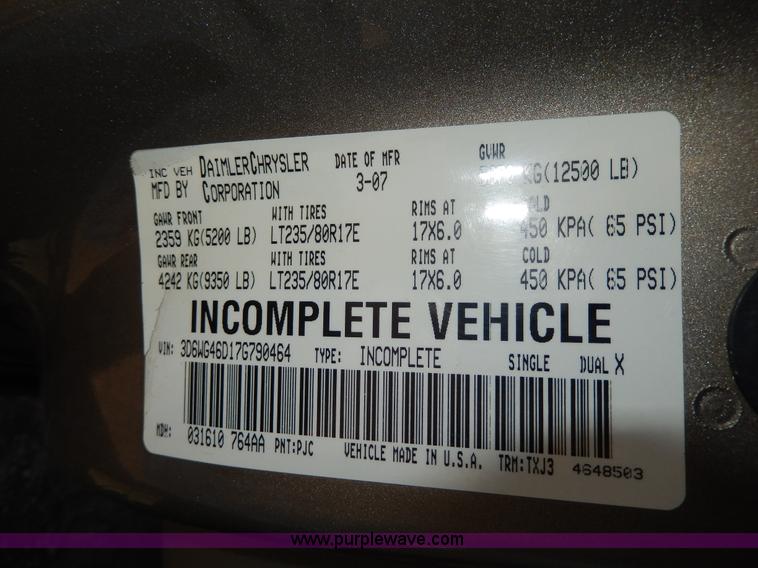 INC VEH DAIMLERCHRYSLER DATE OF MFR GVWR
MFD BY CORPORATION 3-07 KG(12500 LB)
GAWR FRONT WITH TIRES RIMS AT COLD
2359 KG(5200 LB) LT235/80R17E 17X6.0 450 KPA( 65 PSI)
GAWR REAR WITH TIRES RIMS AT COLD
4242 KG(9350 LB) LT235/80R17E 17X6.0 450 KPA( 65 PSI)
INCOMPLETE VEHICLE
VIN: 3D6WG46D17G790464 TYPE: INCOMPLETE SINGLE DUAL X
MDH: 031610 764AA PNT:PJC VEHICLE MADE IN U.S.A. TRM:TXJ3 4648503
www.purplewave.com